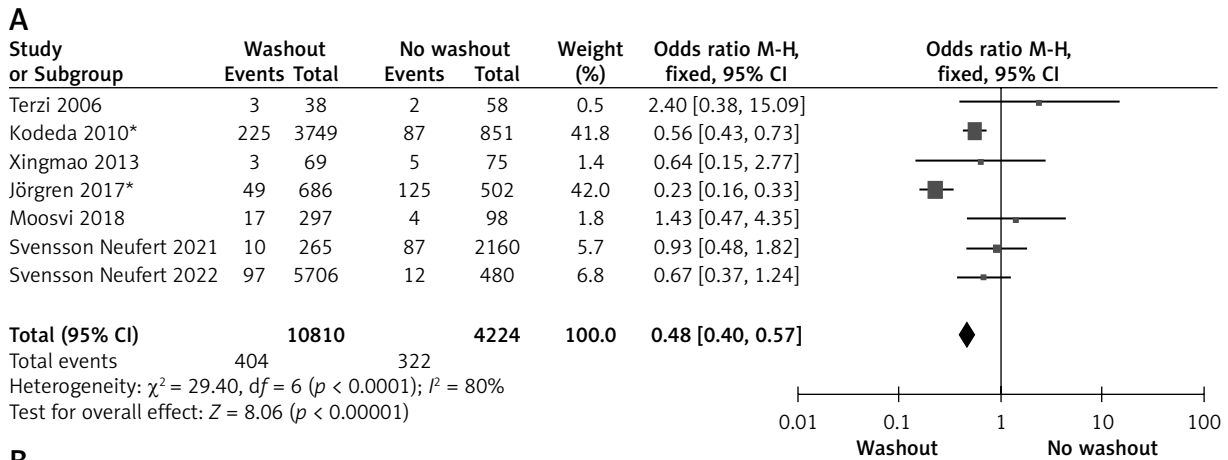 A
Study Washout No washout Weight Odds ratio M-H, Odds ratio M-H,
or Subgroup Events Total Events Total (%) fixed, 95% CI fixed, 95% CI
Terzi 2006 3 38 2 58 0.5 2.40 [0.38, 15.09]
Kodeda 2010* 225 3749 87 851 41.8 0.56 [0.43, 0.73]
Xingmao 2013 3 69 5 75 1.4 0.64 [0.15, 2.77]
Jörgren 2017* 49 686 125 502 42.0 0.23 [0.16, 0.33]
Moosvi 2018 17 297 4 98 1.8 1.43 [0.47, 4.35]
Svensson Neufert 2021 10 265 87 2160 5.7 0.93 [0.48, 1.82]
Svensson Neufert 2022 97 5706 12 480 6.8 0.67 [0.37, 1.24]
Total (95% CI) 10810 4224 100.0 0.48 [0.40, 0.57]
Total events 404 322
Heterogeneity: χ² = 29.40, df = 6 (p < 0.0001); I² = 80%
Test for overall effect: Z = 8.06 (p < 0.00001)
0.01 0.1 1 10 100
Washout No washout